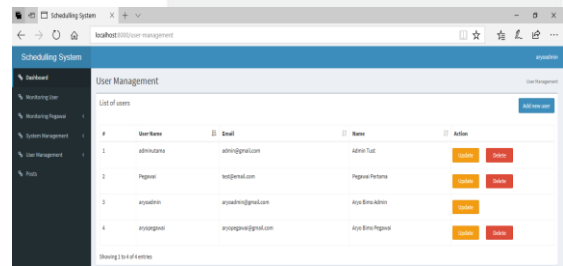 Scheduling System
localhost:8000/user-management
Scheduling System
aryoadmin
Dashboard
User Management
User Management
Monitoring User
List of users
Add new user
Monitoring Pegawai
System Management
# User Name Email Name Action
User Management
1 adminutama admin@gmail.com Admin Tust Update Delete
Posts
2 Pegawai test@email.com Pegawai Pertama Update Delete
3 aryoadmin aryoadmin@gmail.com Aryo Bimo Admin Update
4 aryopegawai aryopegawai@gmail.com Aryo Bimo Pegawai Update Delete
Showing 1 to 4 of 4 entries